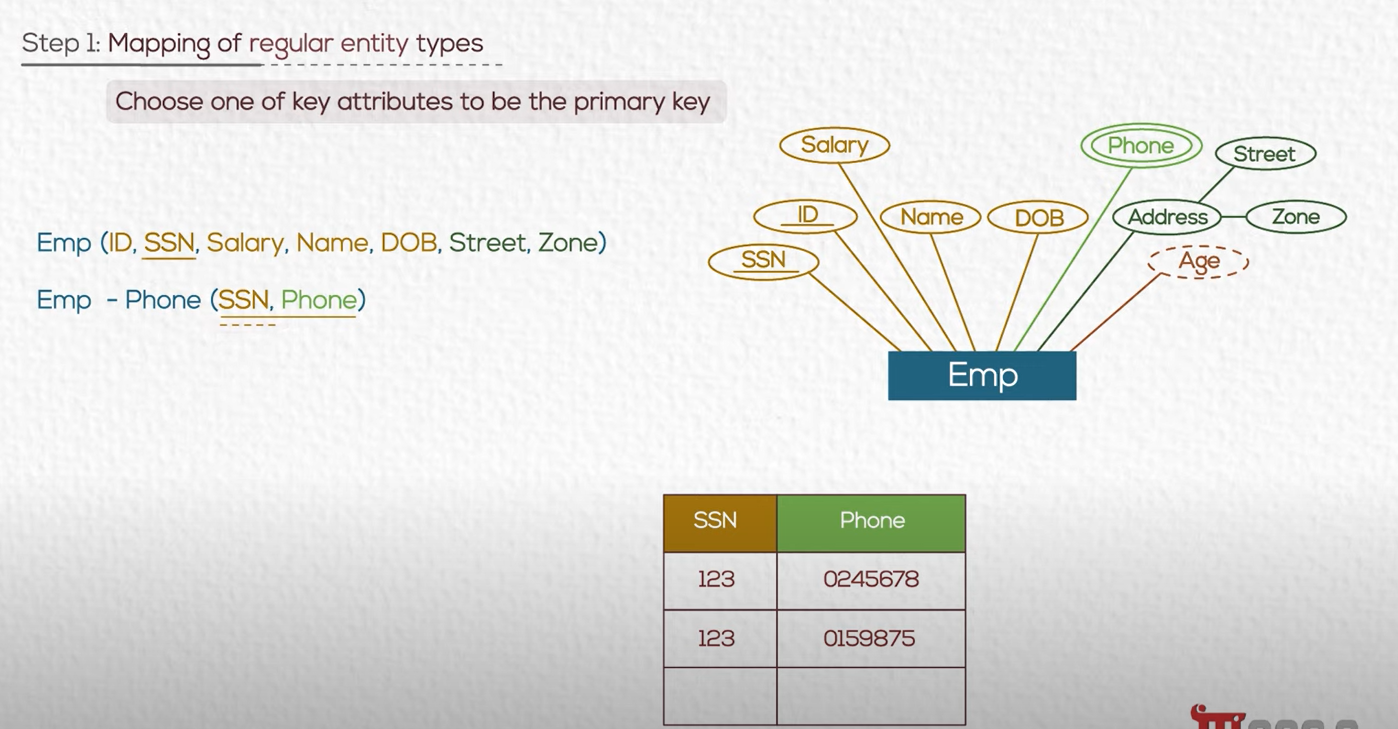 Step 1: Mapping of regular entity types
Choose one of key attributes to be the primary key
Salary
Phone
Street
ID
Name
DOB
Address
Zone
SSN
Age
Emp (ID, SSN, Salary, Name, DOB, Street, Zone)
Emp - Phone (SSN, Phone)
Emp
SSN Phone
123 0245678
123 0159875